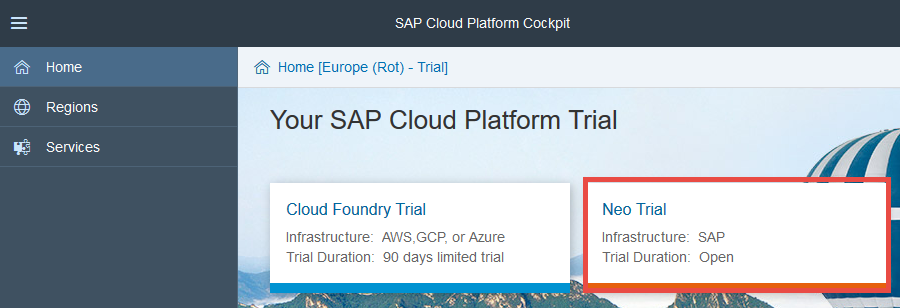 SAP Cloud Platform Cockpit
Home
Home [Europe (Rot) - Trial]
Regions
Services
Your SAP Cloud Platform Trial
Cloud Foundry Trial
Infrastructure: AWS,GCP, or Azure
Trial Duration: 90 days limited trial
Neo Trial
Infrastructure: SAP
Trial Duration: Open